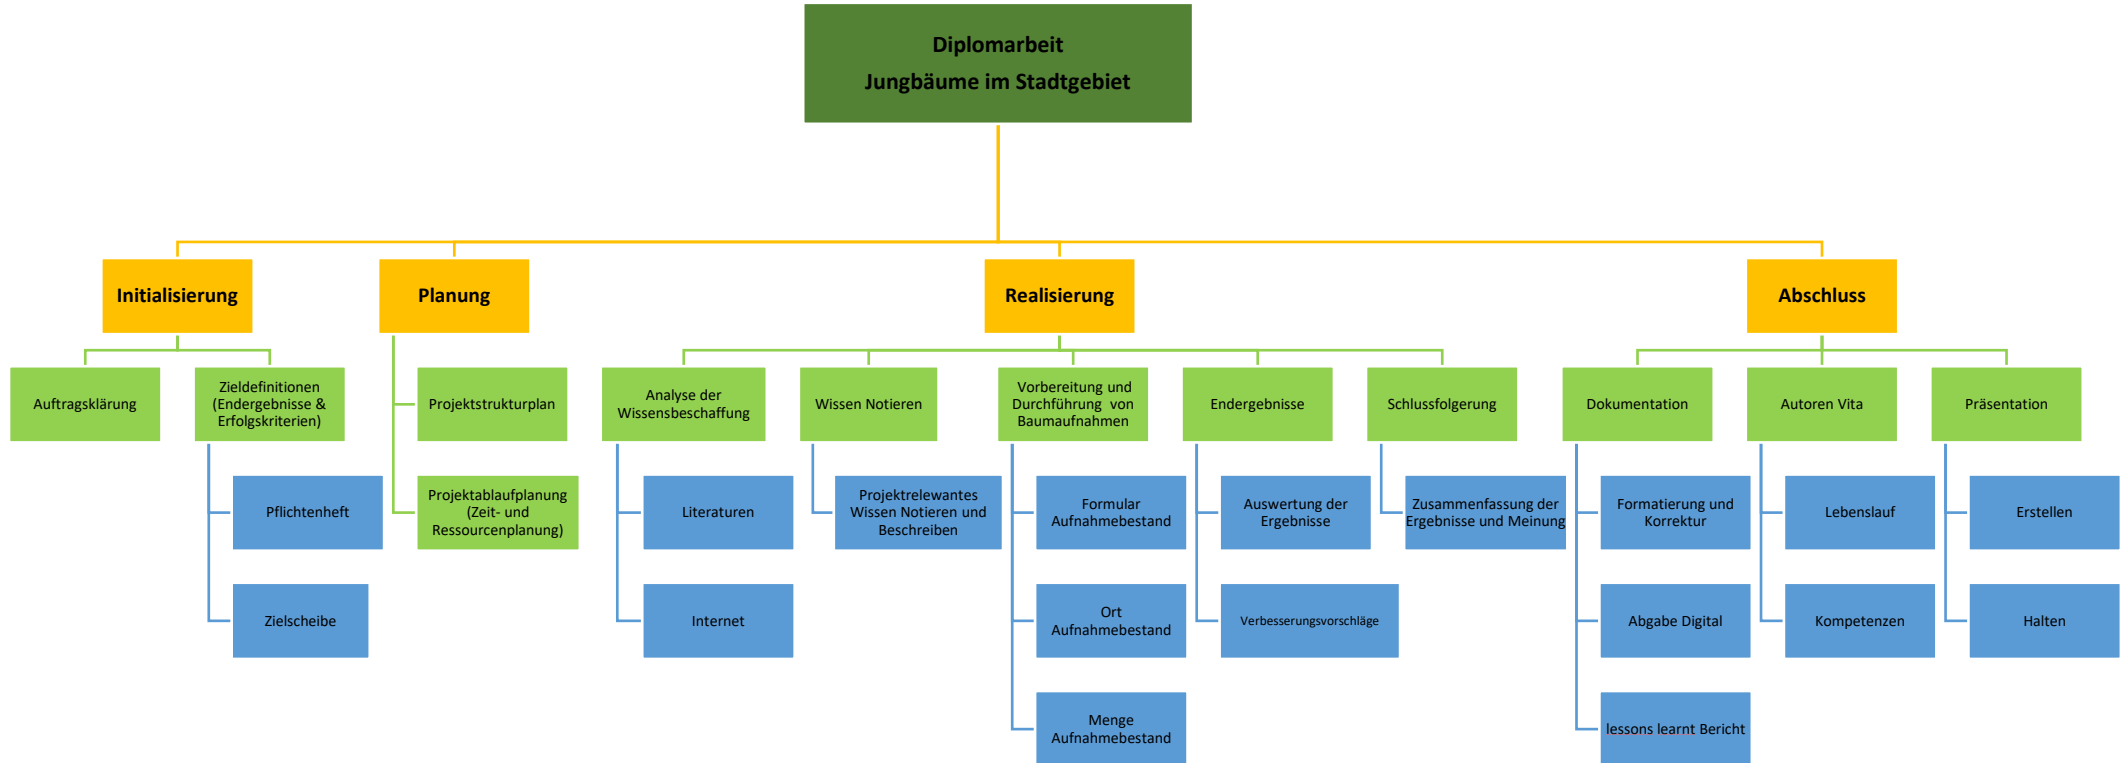 Diplomarbeit
Jungbäume im Stadtgebiet
Initialisierung
Planung
Realisierung
Abschluss
Auftragsklärung
Zieldefinitionen
(Endergebnisse &
Erfolgskriterien)
Pflichtenheft
Zielscheibe
Projektstrukturplan
Projektablaufplanung
(Zeit- und
Ressourcenplanung)
Analyse der
Wissensbeschaffung
Literaturen
Internet
Wissen Notieren
Projektrelevantes
Wissen Notieren und
Beschreiben
Vorbereitung und
Durchführung von
Baumaufnahmen
Formular
Aufnahmebestand
Ort
Aufnahmebestand
Menge
Aufnahmebestand
Endergebnisse
Auswertung der
Ergebnisse
Verbesserungsvorschläge
Schlussfolgerung
Zusammenfassung der
Ergebnisse und Meinung
Dokumentation
Formatierung und
Korrektur
Abgabe Digital
lessons learnt Bericht
Autoren Vita
Lebenslauf
Kompetenzen
Präsentation
Erstellen
Halten